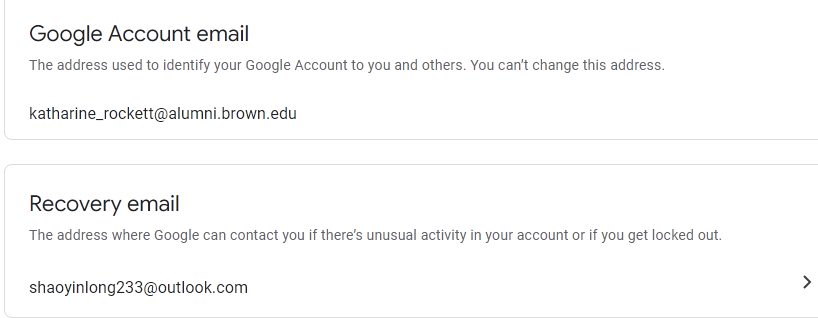 Google Account email
The address used to identify your Google Account to you and others. You can’t change this address.
katharine_rockett@alumni.brown.edu
Recovery email
The address where Google can contact you if there’s unusual activity in your account or if you get locked out.
shaoyinlong233@outlook.com